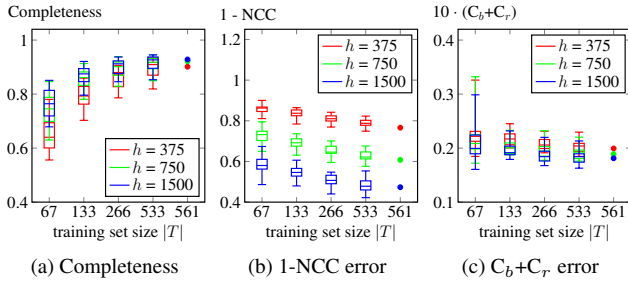 Completeness
1
0.8
0.6
0.4
h = 375
h = 750
h = 1500
67 133 266 533 561
training set size |T|
(a) Completeness
1 - NCC
1.2
1
0.8
0.6
0.4
h = 375
h = 750
h = 1500
67 133 266 533 561
training set size |T|
(b) 1-NCC error
10 · (C_b+C_r)
0.4
0.3
0.2
0.1
h = 375
h = 750
h = 1500
67 133 266 533 561
training set size |T|
(c) C_b+C_r error